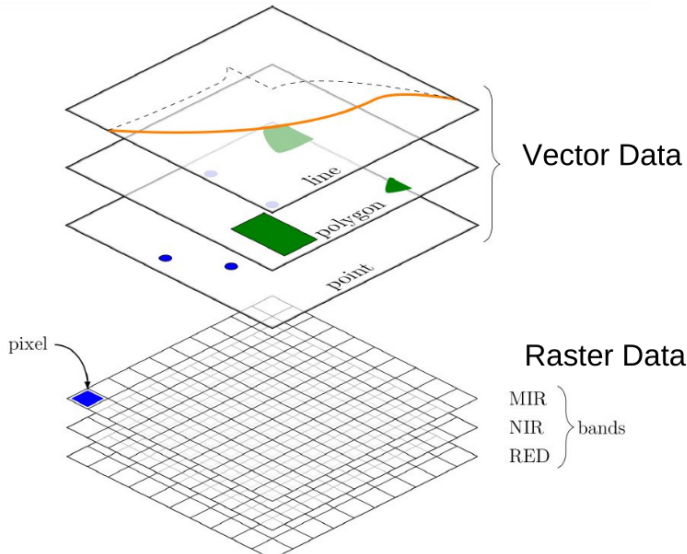 Vector Data
line
polygon
point
pixel
Raster Data
MIR
NIR
bands
RED